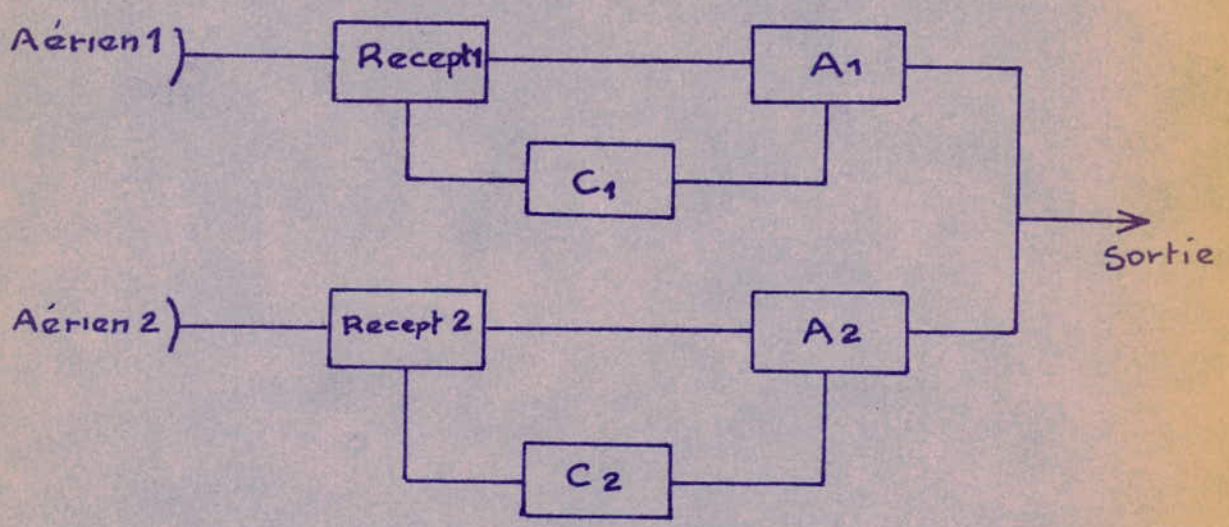 Aérien 1
Recept1
A1
C1
Sortie
Aérien 2
Recept 2
A2
C2